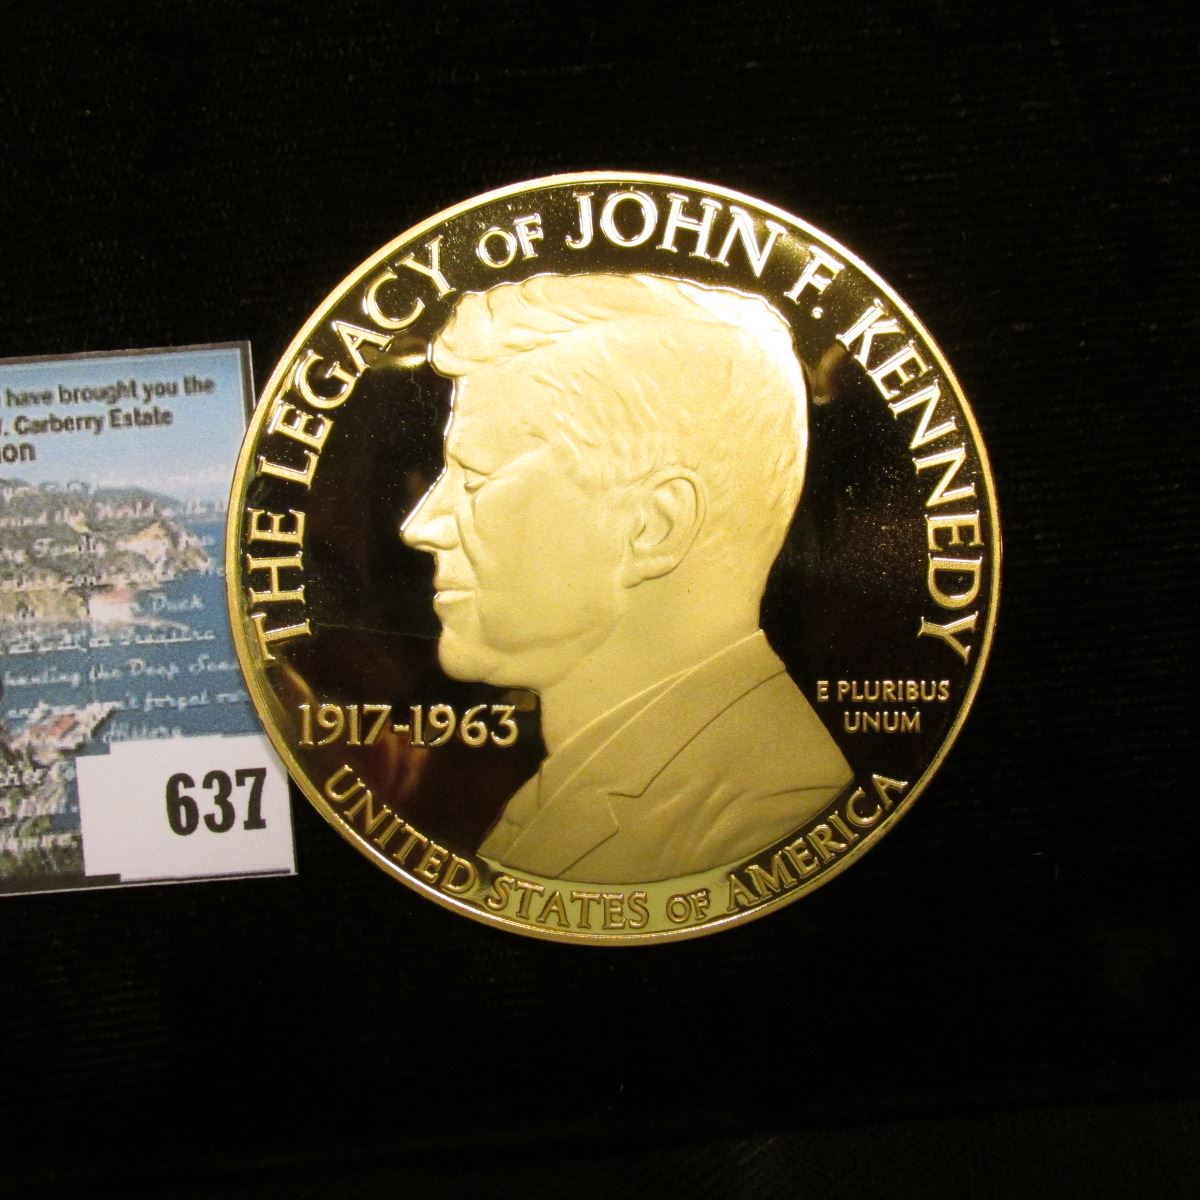 have brought you the
Carberry Estate
637
THE LEGACY OF JOHN F. KENNEDY
1917-1963
E PLURIBUS
UNUM
UNITED STATES OF AMERICA